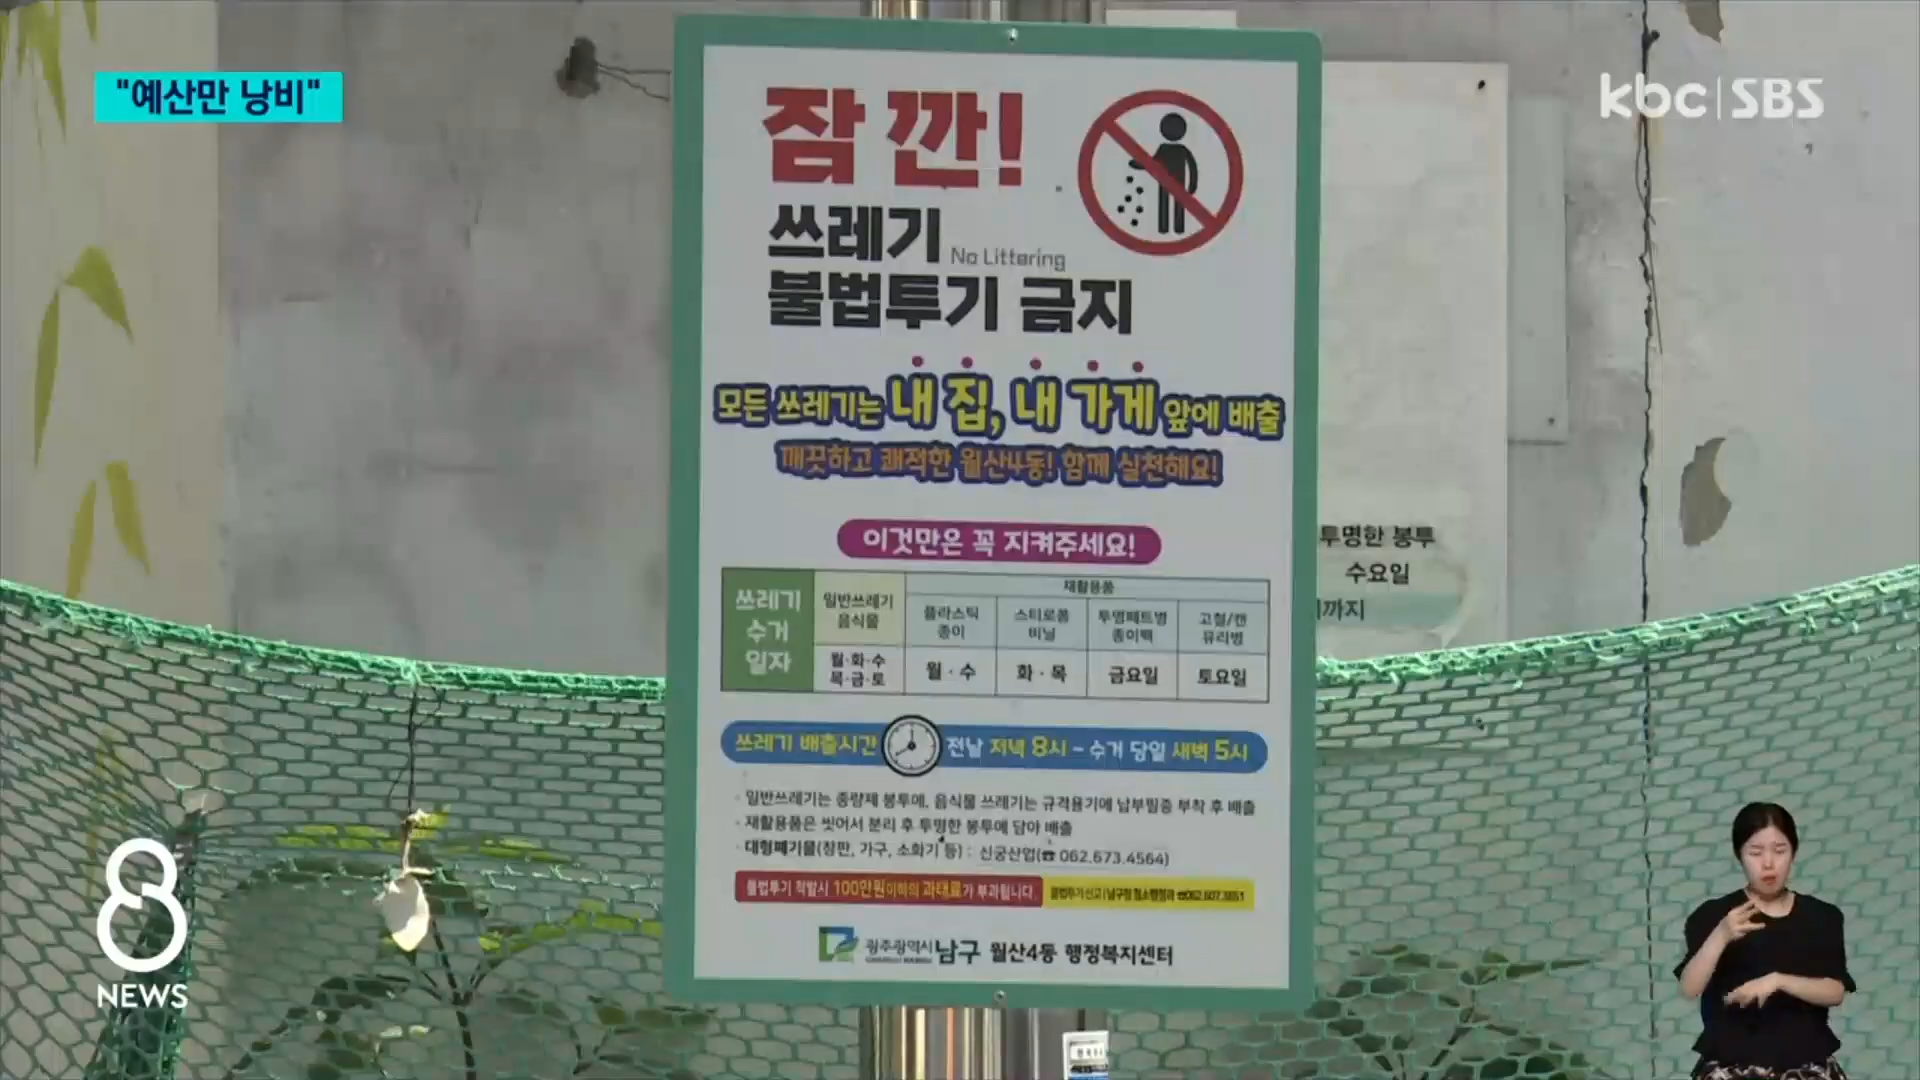 "예산만 낭비"
kbc SBS
잠깐!
쓰레기
No Littering
불법투기 금지
모든 쓰레기는 내 집, 내 가게 앞에 배출
깨끗하고 쾌적한 월산4동! 함께 실천해요!
이것만은 꼭 지켜주세요!
쓰레기 수거 일자
일반쓰레기 음식물
재활용품
플라스틱 종이
스티로폼 비닐
투명페트병 종이팩
고철/캔 유리병
월·화·수 목·금·토
월·수
화·목
금요일
토요일
쓰레기 배출시간 전날 저녁 8시 - 수거 당일 새벽 5시
· 일반쓰레기는 종량제 봉투에, 음식물 쓰레기는 규격용기에 납부필증 부착 후 배출
· 재활용품은 씻어서 분리 후 투명한 봉투에 담아 배출
· 대형폐기물(장판, 가구, 소화기 등) : 신궁산업(☎ 062.673.4564)
불법투기 적발시 100만원이하의 과태료가 부과됩니다.
불법투기 신고 남구청 청소행정과
광주광역시 남구 월산4동 행정복지센터
투명한 봉투
수요일
까지
8
NEWS